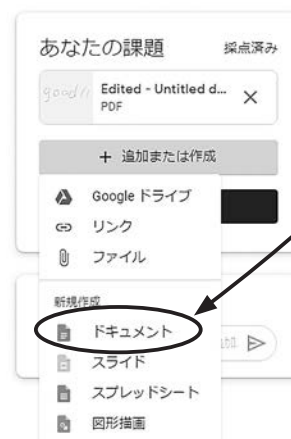 あなたの課題 採点済み
good
Edited - Untitled d...
PDF
+ 追加または作成
Google ドライブ
リンク
ファイル
新規作成
ドキュメント
スライド
スプレッドシート
図形描画